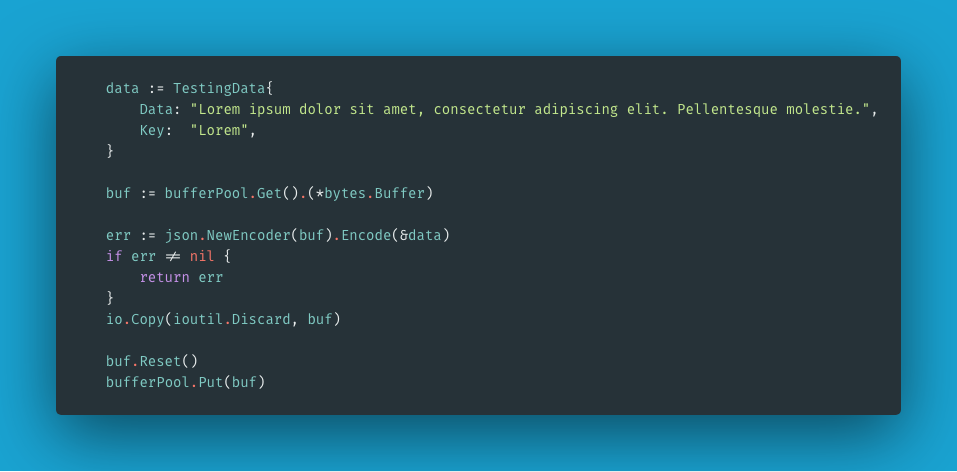 data := TestingData{
    Data: "Lorem ipsum dolor sit amet, consectetur adipiscing elit. Pellentesque molestie.",
    Key:  "Lorem",
}

buf := bufferPool.Get().(*bytes.Buffer)

err := json.NewEncoder(buf).Encode(&data)
if err != nil {
    return err
}
io.Copy(ioutil.Discard, buf)

buf.Reset()
bufferPool.Put(buf)